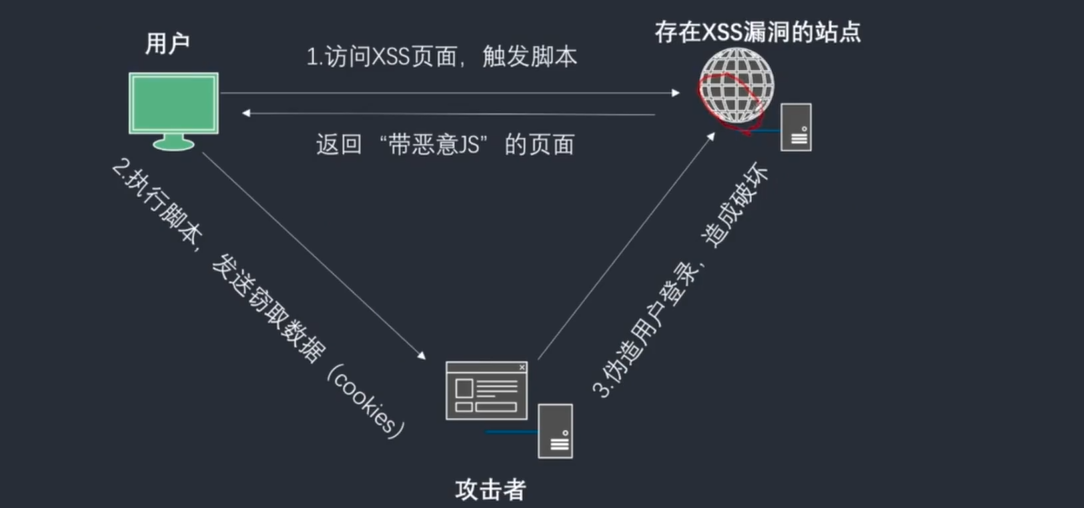 用户
存在XSS漏洞的站点
1.访问XSS页面，触发脚本
返回 “带恶意JS” 的页面
2.执行脚本，发送窃取数据（cookies）
3.伪造用户登录，造成破坏
攻击者